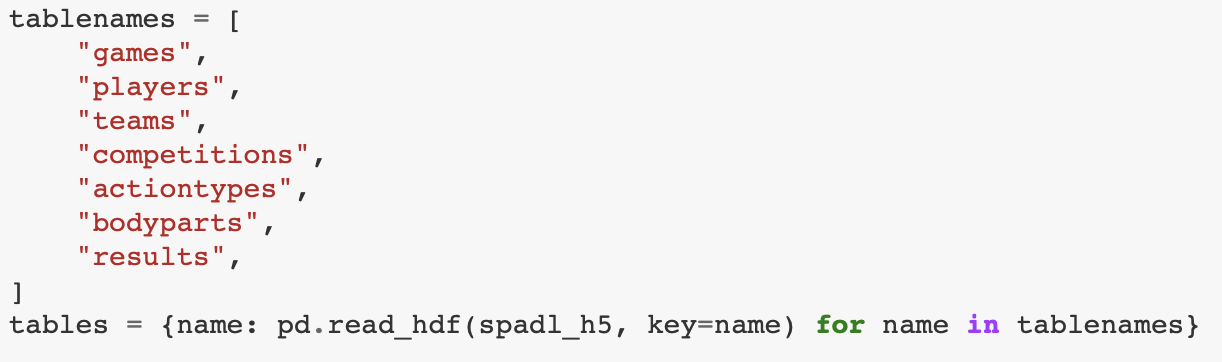 tablenames = [
    "games",
    "players",
    "teams",
    "competitions",
    "actiontypes",
    "bodyparts",
    "results",
]
tables = {name: pd.read_hdf(spadl_h5, key=name) for name in tablenames}